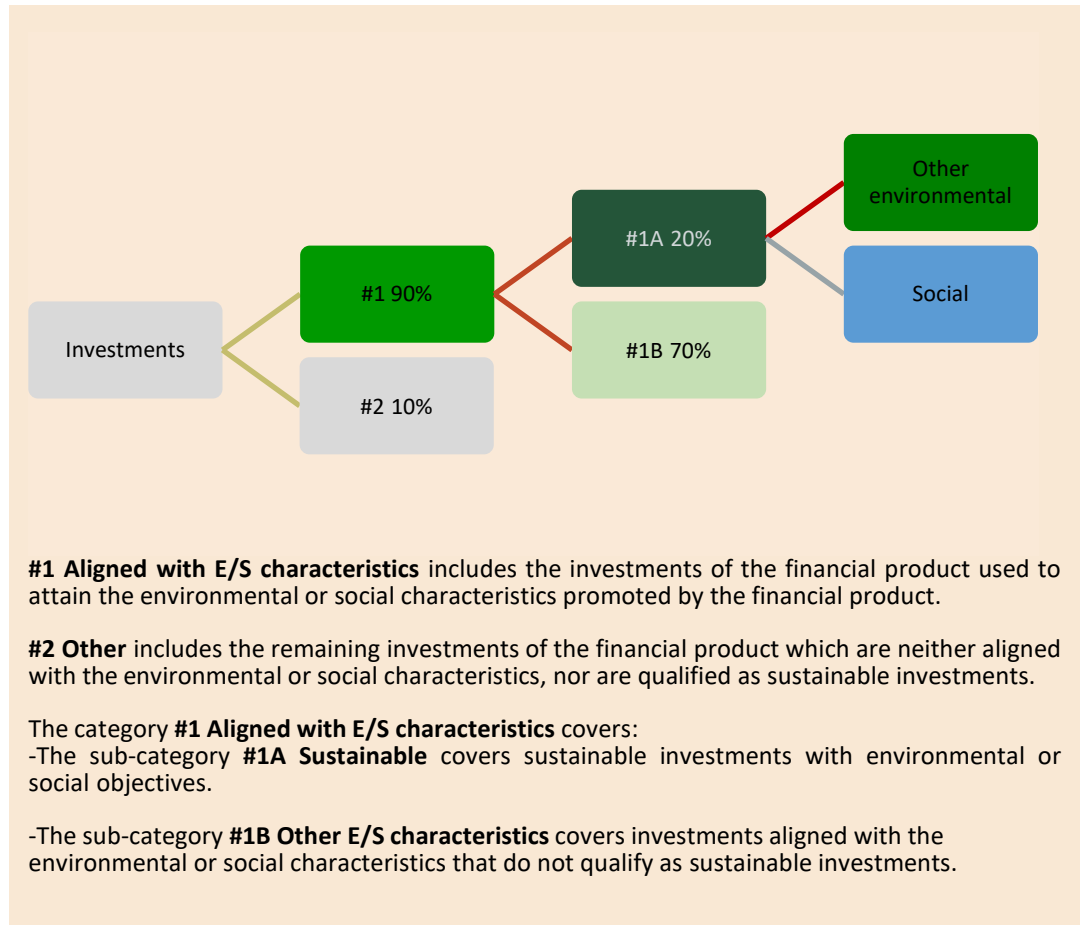 Other
environmental
#1A 20%
#1 90%
Social
Investments
#1B 70%
#2 10%
#1 Aligned with E/S characteristics includes the investments of the financial product used to
attain the environmental or social characteristics promoted by the financial product.
#2 Other includes the remaining investments of the financial product which are neither aligned
with the environmental or social characteristics, nor are qualified as sustainable investments.
The category #1 Aligned with E/S characteristics covers:
-The sub-category #1A Sustainable covers sustainable investments with environmental or
social objectives.
-The sub-category #1B Other E/S characteristics covers investments aligned with the
environmental or social characteristics that do not qualify as sustainable investments.